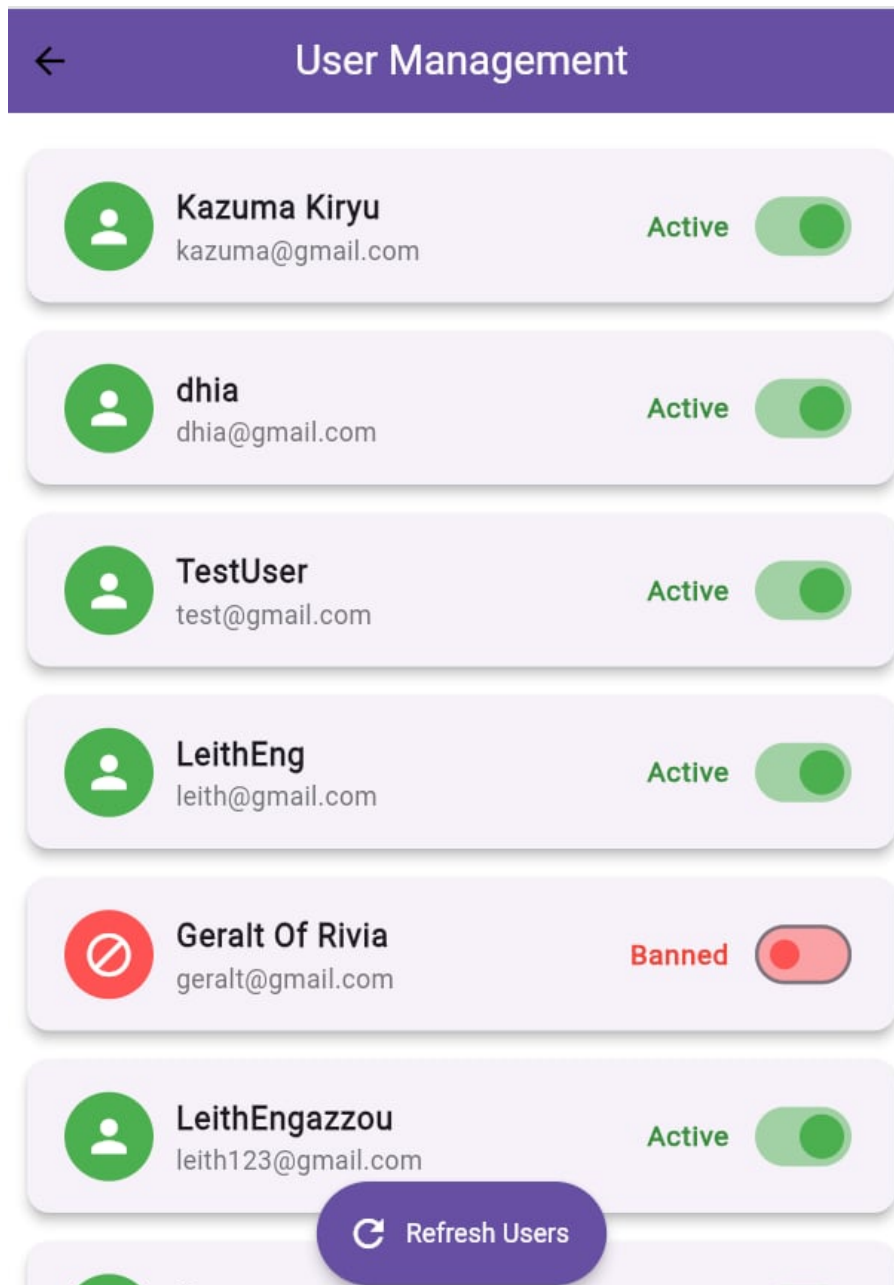 User Management
Kazuma Kiryu
kazuma@gmail.com
Active
dhia
dhia@gmail.com
Active
TestUser
test@gmail.com
Active
LeithEng
leith@gmail.com
Active
Geralt Of Rivia
geralt@gmail.com
Banned
LeithEngazzou
leith123@gmail.com
Active
Refresh Users